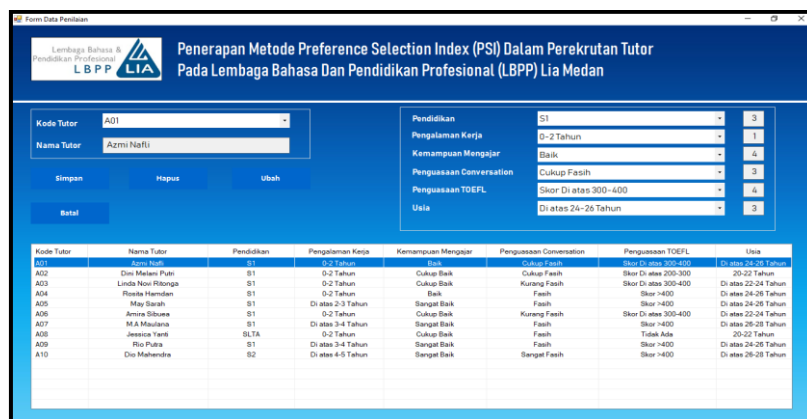 Form Data Penilaian
Lembaga Bahasa &
Pendidikan Profesional
LBPP LIA
Penerapan Metode Preference Selection Index (PSI) Dalam Perekrutan Tutor
Pada Lembaga Bahasa Dan Pendidikan Profesional (LBPP) Lia Medan
Kode Tutor A01
Nama Tutor Azmi Nafli
Simpan Hapus Ubah
Batal
Pendidikan S1 3
Pengalaman Kerja 0-2 Tahun 1
Kemampuan Mengajar Baik 4
Penguasaan Conversation Cukup Fasih 3
Penguasaan TOEFL Skor Di atas 300-400 4
Usia Di atas 24-26 Tahun 3
Kode Tutor Nama Tutor Pendidikan Pengalaman Kerja Kemampuan Mengajar Penguasaan Conversation Penguasaan TOEFL Usia
A01 Azmi Nafli S1 0-2 Tahun Baik Cukup Fasih Skor Di atas 300-400 Di atas 24-26 Tahun
A02 Dini Melani Putri S1 0-2 Tahun Cukup Baik Cukup Fasih Skor Di atas 200-300 20-22 Tahun
A03 Linda Novi Ritonga S1 0-2 Tahun Cukup Baik Kurang Fasih Skor Di atas 300-400 Di atas 22-24 Tahun
A04 Rosita Hamdan S1 0-2 Tahun Baik Fasih Skor >400 Di atas 24-26 Tahun
A05 May Sarah S1 Di atas 2-3 Tahun Sangat Baik Fasih Skor >400 Di atas 24-26 Tahun
A06 Amira Sibuea S1 0-2 Tahun Cukup Baik Kurang Fasih Skor Di atas 300-400 Di atas 22-24 Tahun
A07 M.A Maulana S1 Di atas 3-4 Tahun Sangat Baik Fasih Skor >400 Di atas 26-28 Tahun
A08 Jessica Yanti SLTA 0-2 Tahun Cukup Baik Fasih Tidak Ada 20-22 Tahun
A09 Rio Putra S1 Di atas 3-4 Tahun Sangat Baik Fasih Skor >400 Di atas 24-26 Tahun
A10 Dio Mahendra S2 Di atas 4-5 Tahun Sangat Baik Sangat Fasih Skor >400 Di atas 26-28 Tahun